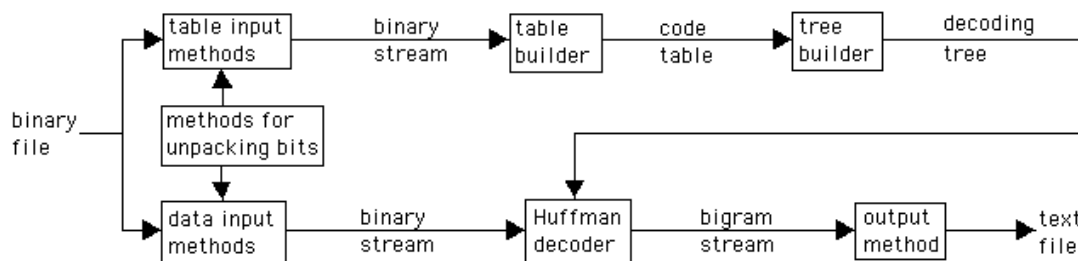 table input
methods
binary
stream
table
builder
code
table
tree
builder
decoding
tree
binary
file
methods for
unpacking bits
data input
methods
binary
stream
Huffman
decoder
bigram
stream
output
method
text
file